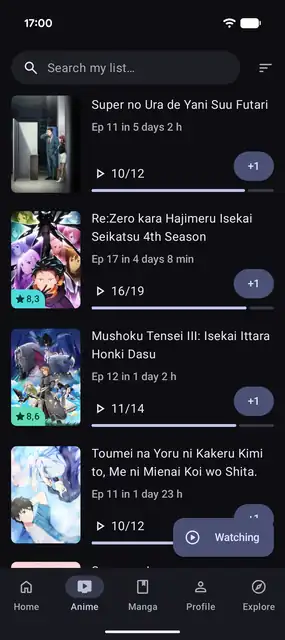 17:00
Search my list...
Super no Ura de Yani Suu Futari
Ep 11 in 5 days 2 h
10/12
+1
Re:Zero kara Hajimeru Isekai
Seikatsu 4th Season
Ep 17 in 4 days 8 min
8,3
16/19
+1
Mushoku Tensei III: Isekai Ittara
Honki Dasu
Ep 12 in 1 day 2 h
8,6
11/14
+1
Toumei na Yoru ni Kakeru Kimi
to, Me ni Mienai Koi wo Shita.
Ep 11 in 1 day 23 h
10/12
Watching
Home
Anime
Manga
Profile
Explore